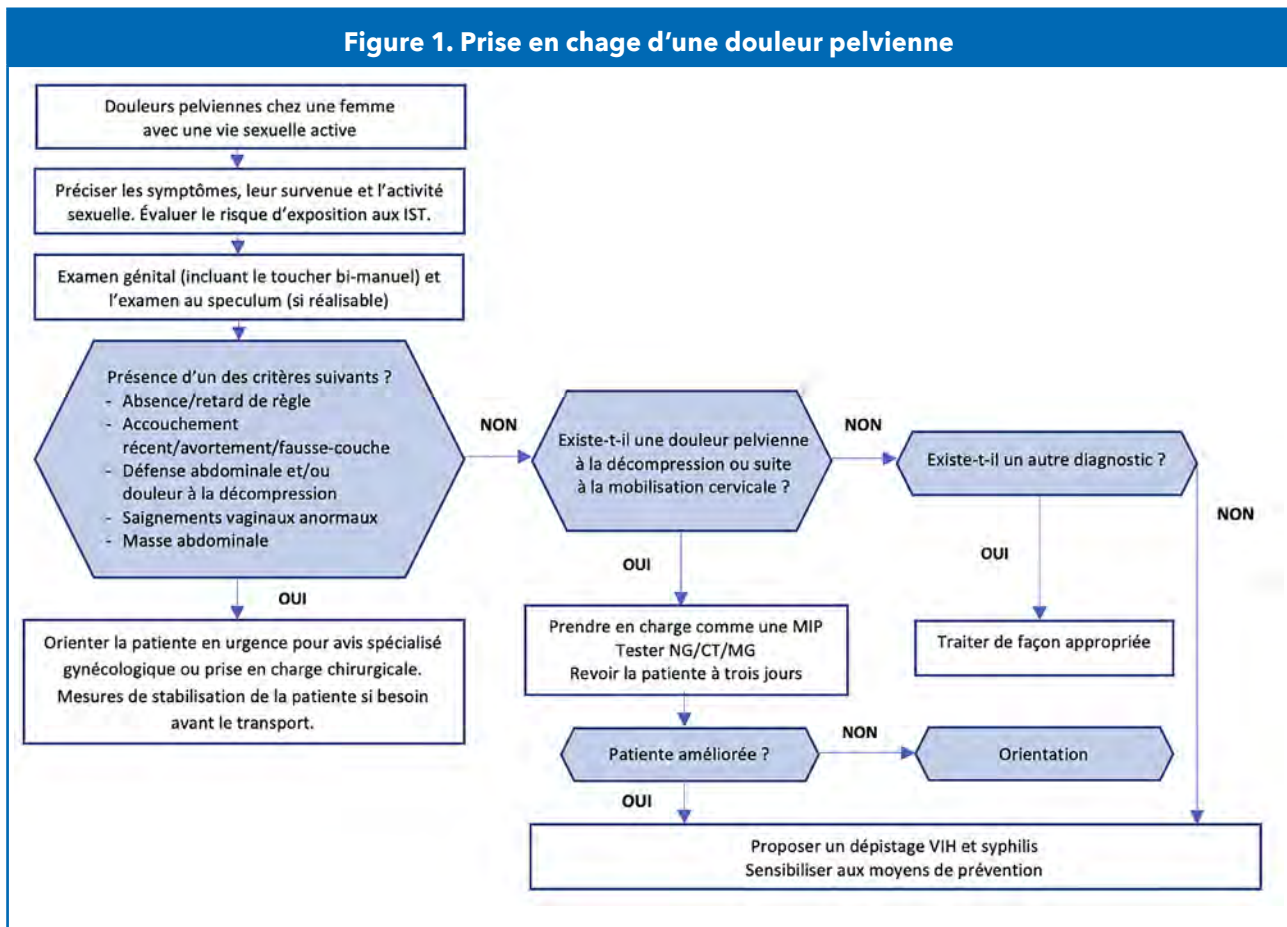 Figure 1. Prise en chage d’une douleur pelvienne
Douleurs pelviennes chez une femme
avec une vie sexuelle active
Préciser les symptômes, leur survenue et l’activité
sexuelle. Évaluer le risque d’exposition aux IST.
Examen génital (incluant le toucher bi-manuel) et
l’examen au speculum (si réalisable)
Présence d’un des critères suivants ?
- Absence/retard de règle
- Accouchement
récent/avortement/fausse-couche
- Défense abdominale et/ou
douleur à la décompression
- Saignements vaginaux anormaux
- Masse abdominale
NON
Existe-t-il une douleur pelvienne
à la décompression ou suite
à la mobilisation cervicale ?
NON
Existe-t-il un autre diagnostic ?
NON
OUI
Orienter la patiente en urgence pour avis spécialisé
gynécologique ou prise en charge chirurgicale.
Mesures de stabilisation de la patiente si besoin
avant le transport.
OUI
Prendre en charge comme une MIP
Tester NG/CT/MG
Revoir la patiente à trois jours
OUI
Traiter de façon appropriée
Patiente améliorée ?
NON
Orientation
OUI
Proposer un dépistage VIH et syphilis
Sensibiliser aux moyens de prévention